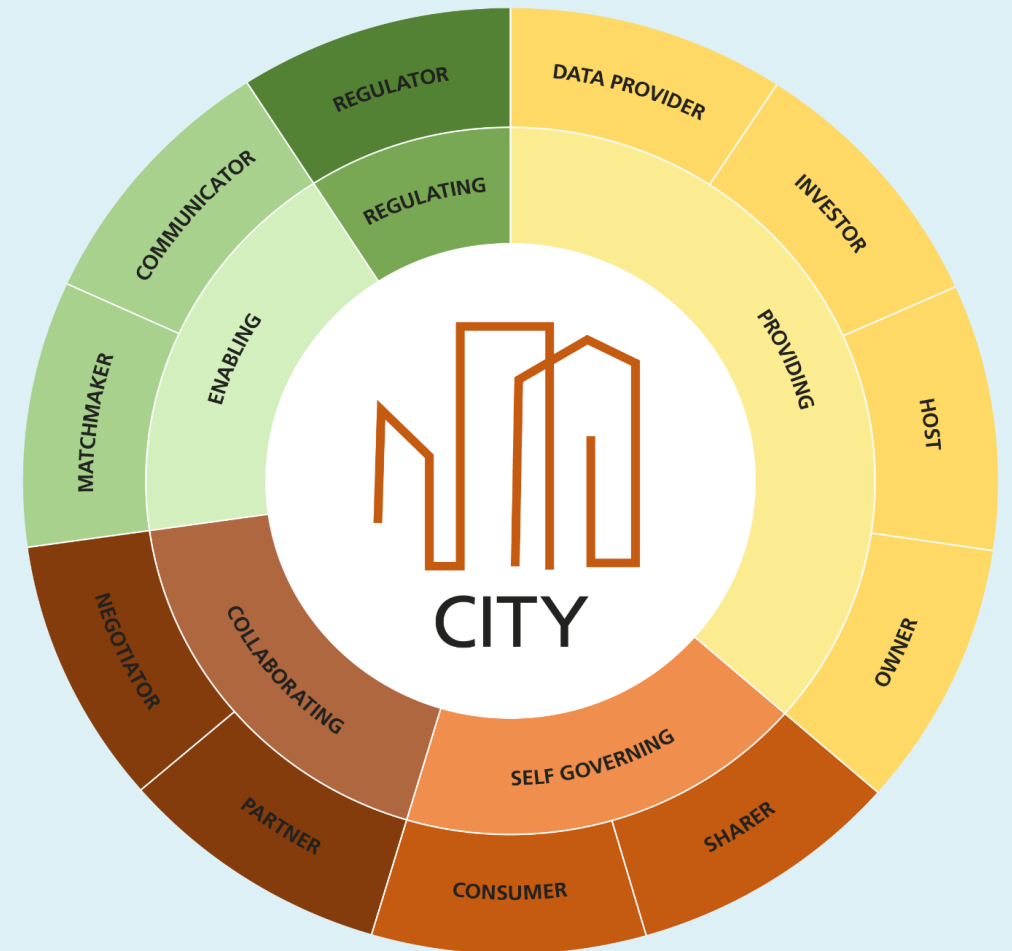 REGULATOR
DATA PROVIDER
COMMUNICATOR
REGULATING
INVESTOR
ENABLING
PROVIDING
MATCHMAKER
HOST
CITY
NEGOTIATOR
COLLABORATING
OWNER
SELF GOVERNING
PARTNER
SHARER
CONSUMER